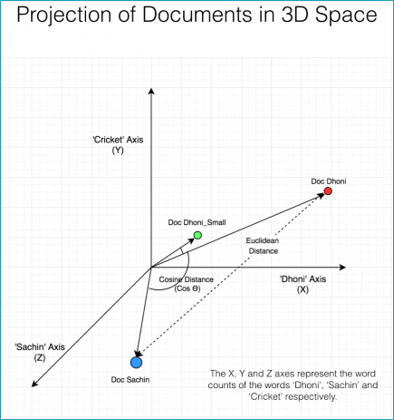 Projection of Documents in 3D Space
'Cricket' Axis
(Y)
Doc Dhoni
Doc Dhoni_Small
Euclidean
Distance
Cosine Distance
(Cos Θ)
'Dhoni' Axis
(X)
'Sachin' Axis
(Z)
Doc Sachin
The X, Y and Z axes represent the word
counts of the words 'Dhoni', 'Sachin' and
'Cricket' respectively.